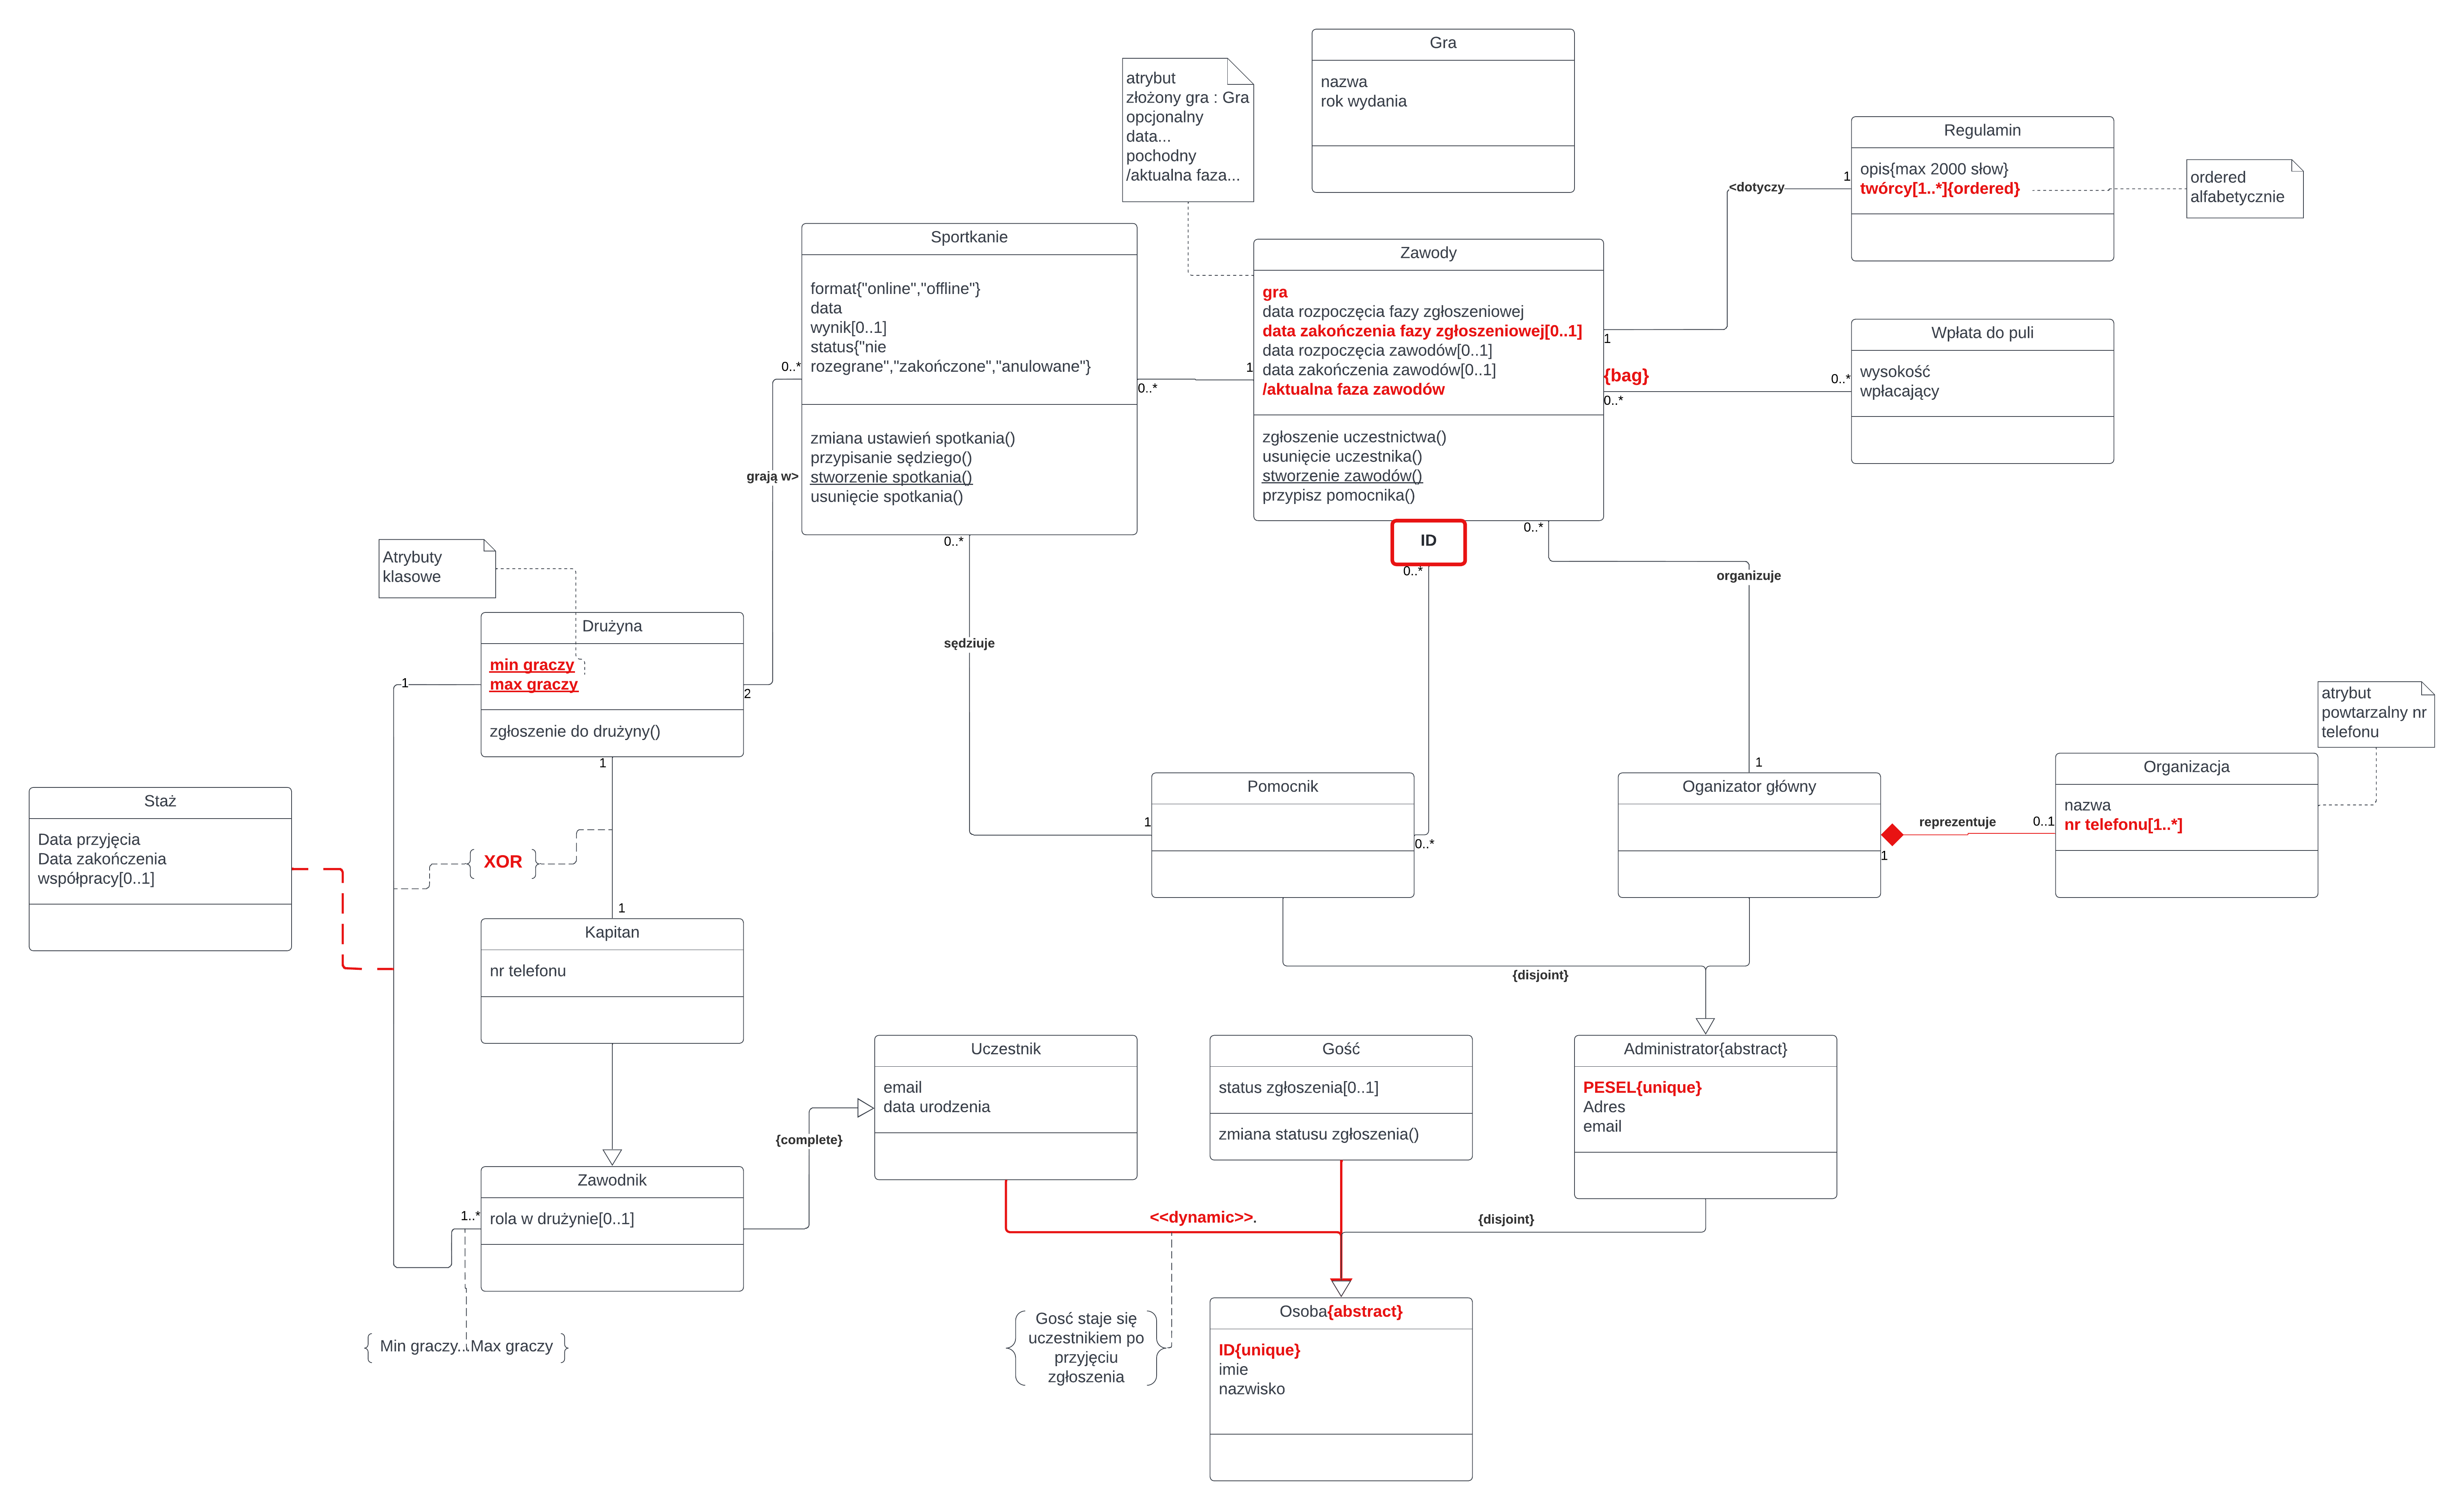 Gra
nazwa
rok wydania
atrybut
złożony gra : Gra
opcjonalny
data...
pochodny
/aktualna faza...
Regulamin
opis{max 2000 słow}
twórcy[1..*]{ordered}
ordered
alfabetycznie
1
<dotyczy
1
Sportkanie
format{"online","offline"}
data
wynik[0..1]
status{"nie
rozegrane","zakończone","anulowane"}
zmiana ustawień spotkania()
przypisanie sędziego()
stworzenie spotkania()
usunięcie spotkania()
Zawody
gra
data rozpoczęcia fazy zgłoszeniowej
data zakończenia fazy zgłoszeniowej[0..1]
data rozpoczęcia zawodów[0..1]
data zakończenia zawodów[0..1]
/aktualna faza zawodów
zgłoszenie uczestnictwa()
usunięcie uczestnika()
stworzenie zawodów()
przypisz pomocnika()
Wpłata do puli
wysokość
wpłacający
{bag}
0..*
0..*
0..*
1
0..*
grają w>
2
ID
0..*
0..*
0..*
organizuje
1
0..*
sędziuje
1
Atrybuty
klasowe
Drużyna
min graczy
max graczy
zgłoszenie do drużyny()
1
1
1
XOR
Staż
Data przyjęcia
Data zakończenia
współpracy[0..1]
Kapitan
nr telefonu
Pomocnik
Oganizator główny
1
reprezentuje
0..1
Organizacja
nazwa
nr telefonu[1..*]
atrybut
powtarzalny nr
telefonu
{disjoint}
Uczestnik
email
data urodzenia
Gość
status zgłoszenia[0..1]
zmiana statusu zgłoszenia()
Administrator{abstract}
PESEL{unique}
Adres
email
{complete}
Zawodnik
rola w drużynie[0..1]
1..*
Min graczy..Max graczy
<<dynamic>>.
{disjoint}
Gosć staje się
uczestnikiem po
przyjęciu
zgłoszenia
Osoba{abstract}
ID{unique}
imie
nazwisko